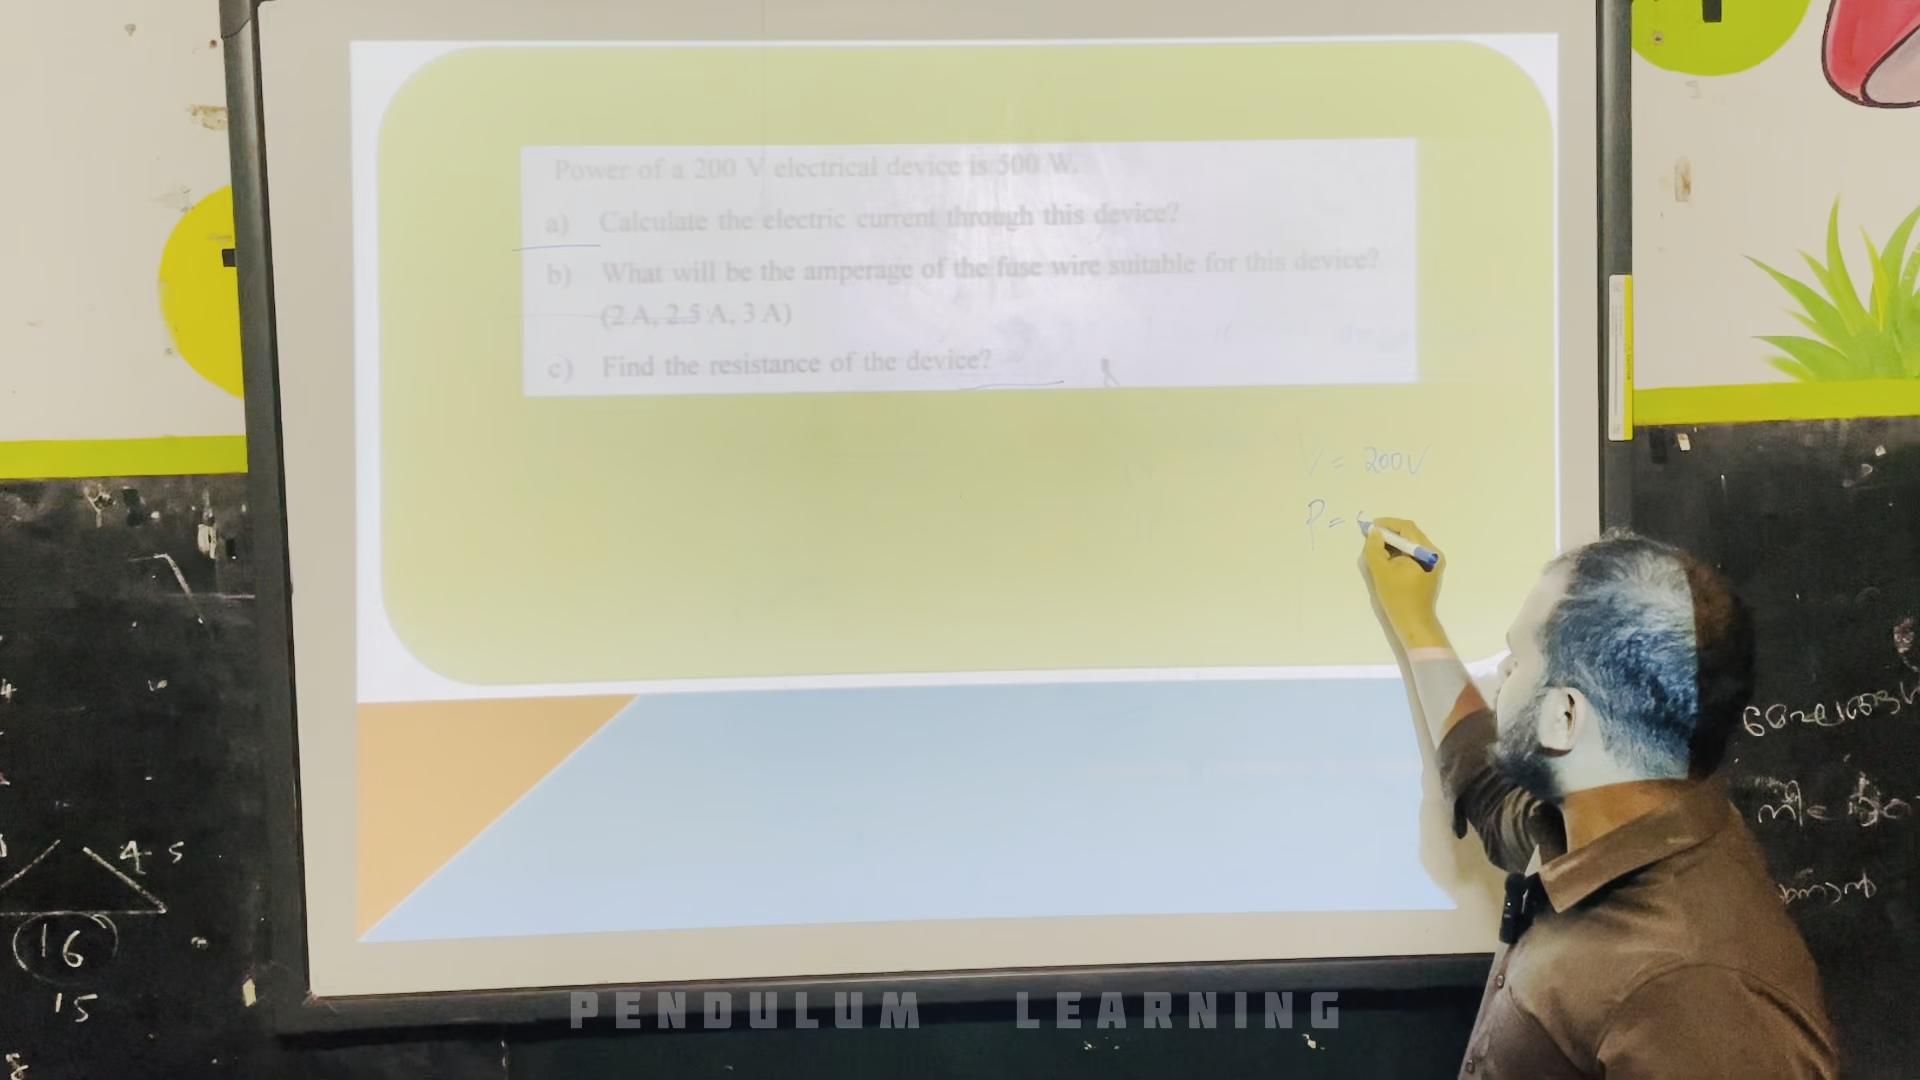 Power of a 200 V electrical device is 500 W.
a) Calculate the electric current through this device?
b) What will be the amperage of the fuse wire suitable for this device?
(2 A, 2.5 A, 3 A)
c) Find the resistance of the device?
V = 200V
P =
4 5
16
15
PENDULUM LEARNING